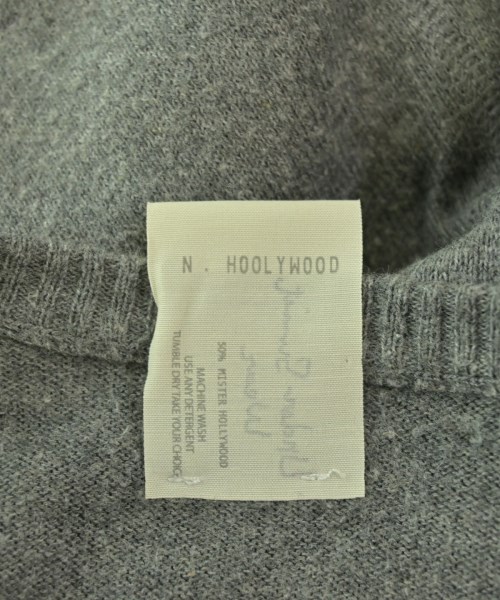 N. HOOLYWOOD
50% MISTER HOLLYWOOD
MACHINE WASH
USE ANY DETERGENT
TUMBLE DRY TAKE YOUR CHOICE